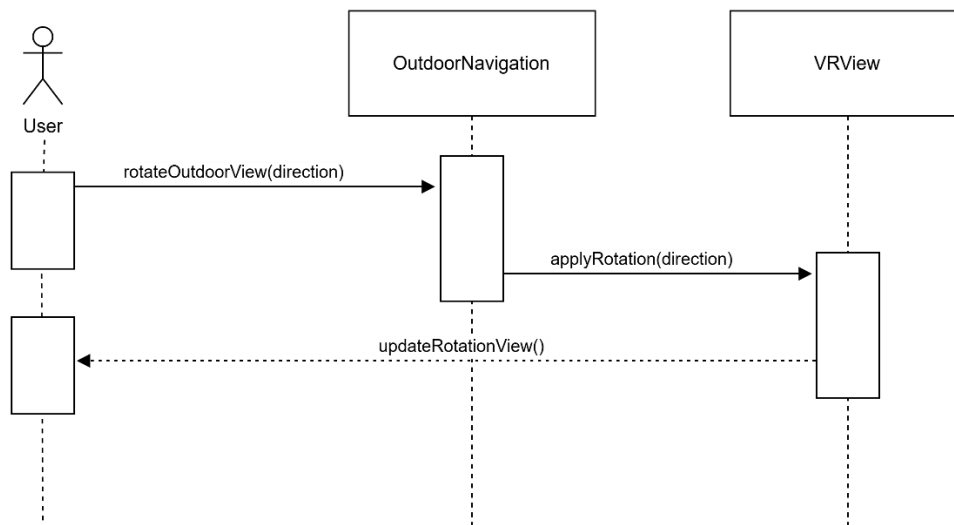 OutdoorNavigation
VRView
User
rotateOutdoorView(direction)
applyRotation(direction)
updateRotationView()